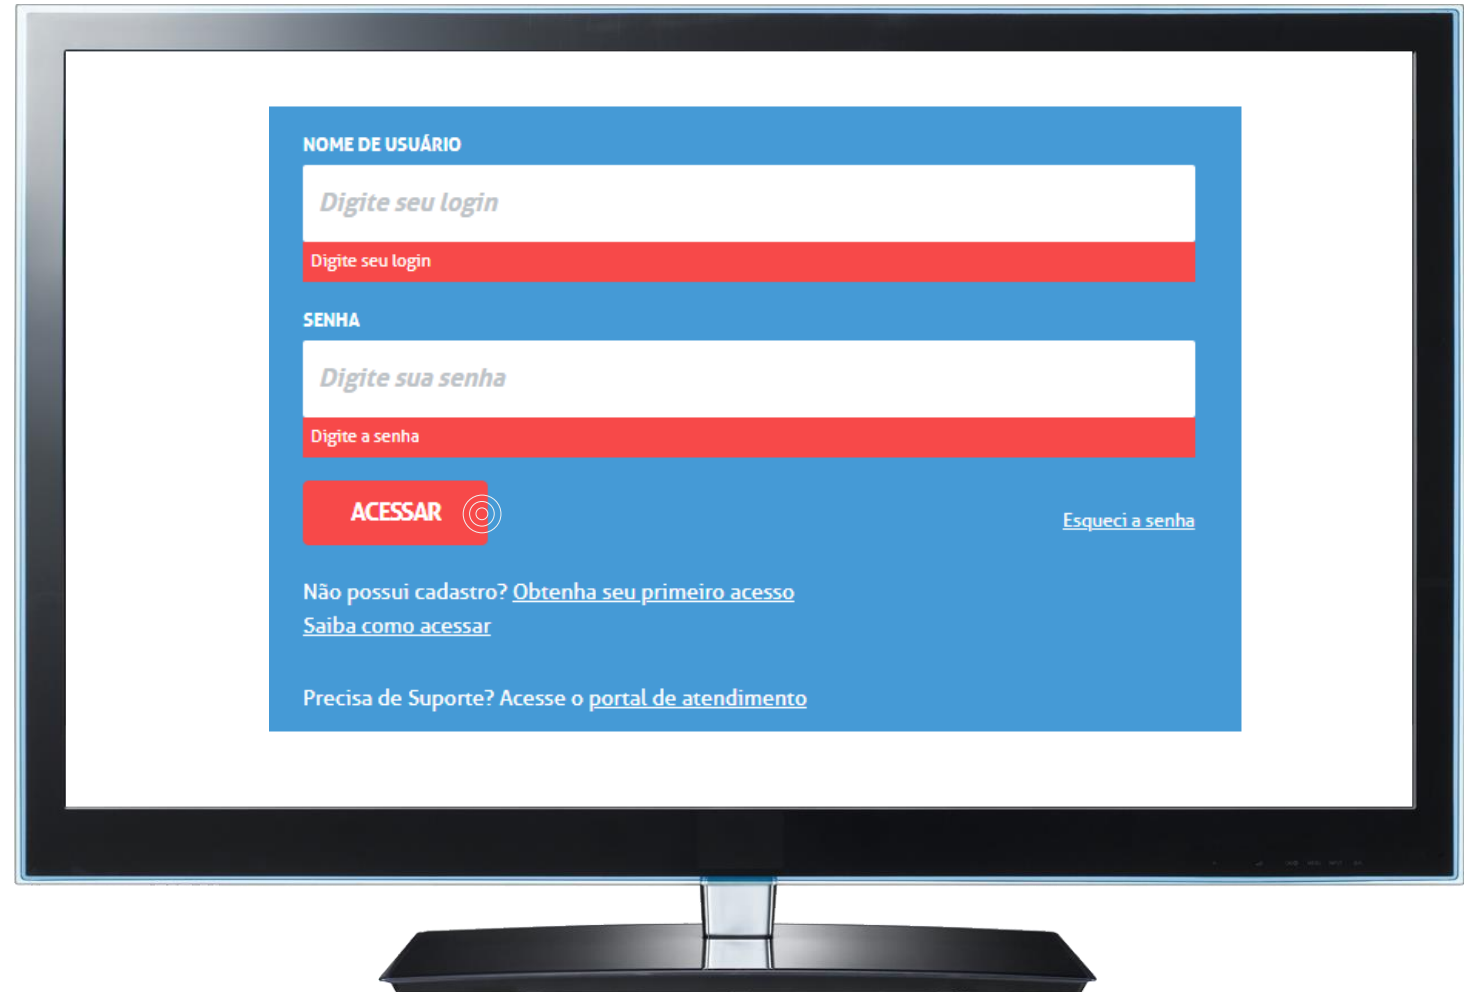 NOME DE USUÁRIO
Digite seu login
Digite seu login
SENHA
Digite sua senha
Digite a senha
ACESSAR
Esqueci a senha
Não possui cadastro? Obtenha seu primeiro acesso
Saiba como acessar
Precisa de Suporte? Acesse o portal de atendimento